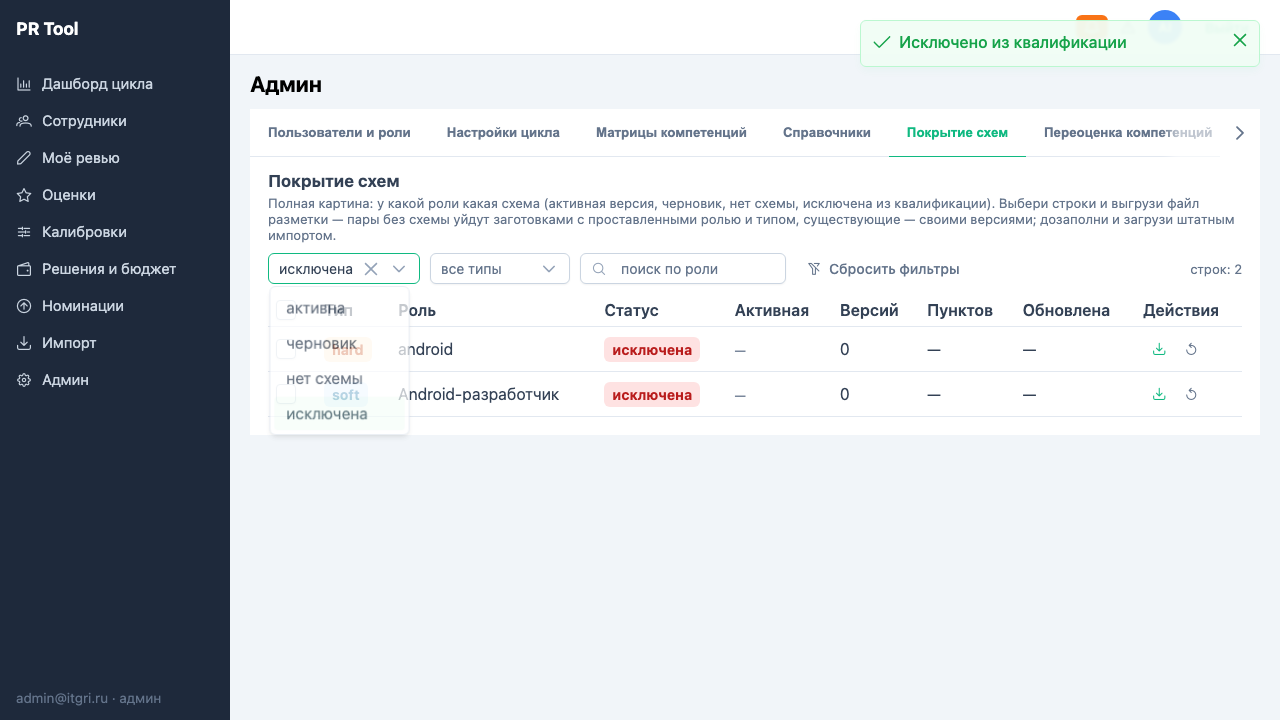 PR Tool
Исключено из квалификации
Дашборд цикла
Сотрудники
Моё ревью
Оценки
Калибровки
Решения и бюджет
Номинации
Импорт
Админ
admin@itgri.ru · админ
Админ
Пользователи и роли
Настройки цикла
Матрицы компетенций
Справочники
Покрытие схем
Переоценка компетенций
Покрытие схем
Полная картина: у какой роли какая схема (активная версия, черновик, нет схемы, исключена из квалификации). Выбери строки и выгрузи файл
разметки — пары без схемы уйдут заготовками с проставленными ролью и типом, существующие — своими версиями; дозаполни и загрузи штатным
импортом.
исключена
все типы
поиск по роли
Сбросить фильтры
строк: 2
активна
черновик
нет схемы
исключена
Тип Роль Статус Активная Версий Пунктов Обновлена Действия
hard android исключена — 0 — —
soft Android-разработчик исключена — 0 — —